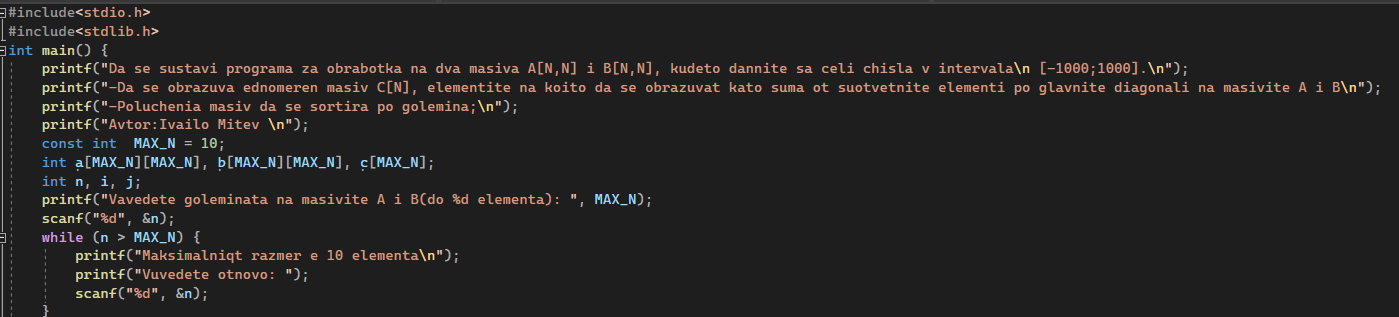 #include<stdio.h>
#include<stdlib.h>
int main() {
    printf("Da se sustavi programa za obrabotka na dva masiva A[N,N] i B[N,N], kudeto dannite sa celi chisla v intervala\n [-1000;1000].\n");
    printf("-Da se obrazuva ednomeren masiv C[N], elementite na koito da se obrazuvat kato suma ot suotvetnite elementi po glavnite diagonali na masivite A i B\n");
    printf("-Poluchenia masiv da se sortira po golemina;\n");
    printf("Avtor:Ivailo Mitev \n");
    const int  MAX_N = 10;
    int a[MAX_N][MAX_N], b[MAX_N][MAX_N], c[MAX_N];
    int n, i, j;
    printf("Vavedete goleminata na masivite A i B(do %d elementa): ", MAX_N);
    scanf("%d", &n);
    while (n > MAX_N) {
        printf("Maksimalniqt razmer e 10 elementa\n");
        printf("Vuvedete otnovo: ");
        scanf("%d", &n);
    }